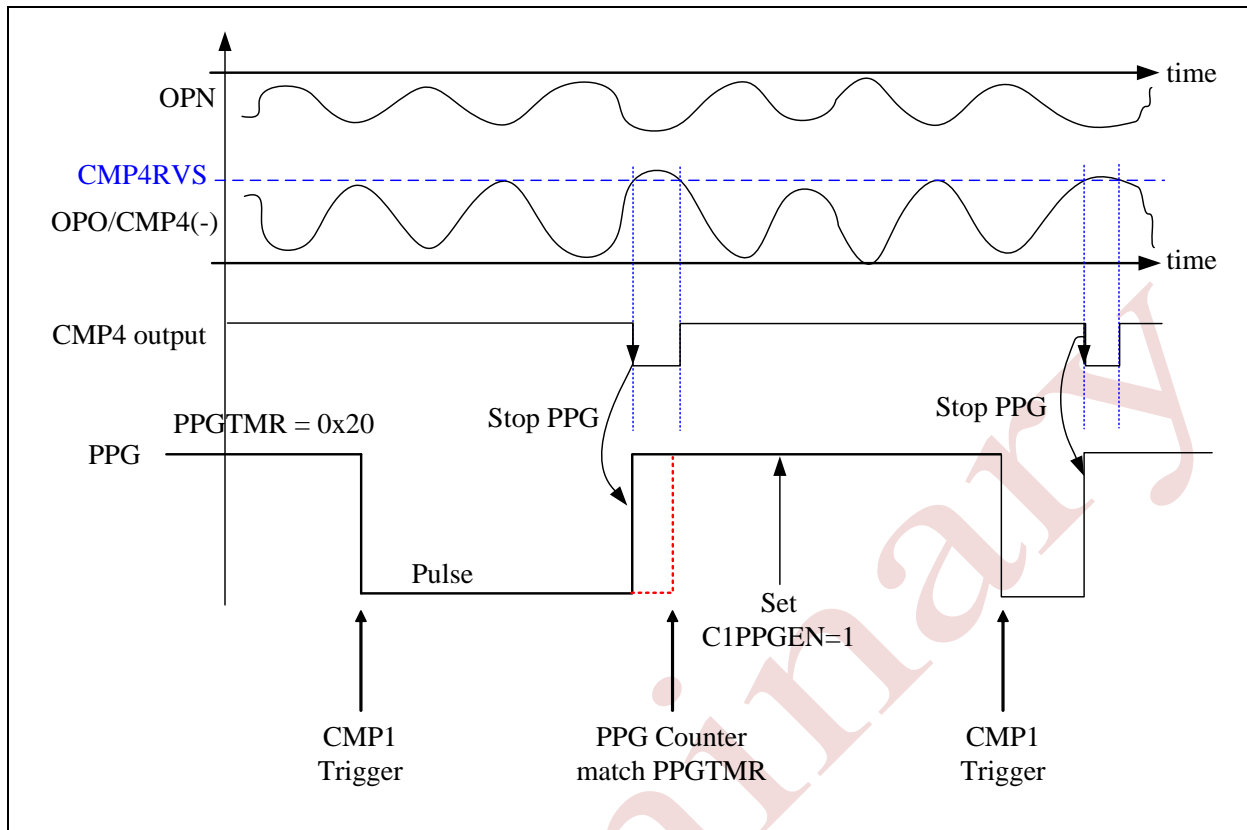 time
OPN
CMP4RVS
OPO/CMP4(-)
time
CMP4 output
Stop PPG
Stop PPG
PPGTMR = 0x20
PPG
Pulse
Set
C1PPGEN=1
CMP1
Trigger
PPG Counter
match PPGTMR
CMP1
Trigger
inary